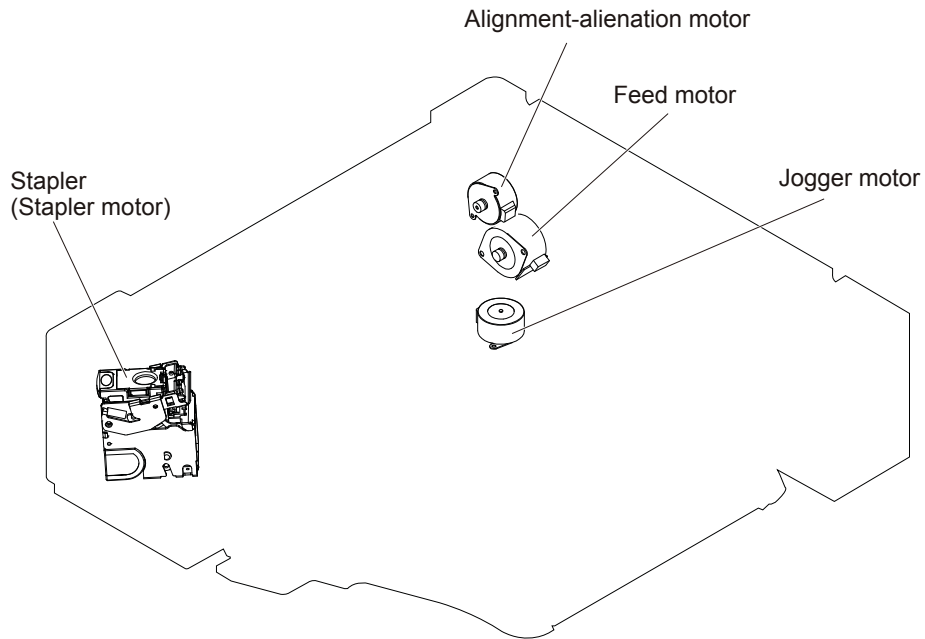 Alignment-alienation motor
Feed motor
Jogger motor
Stapler
(Stapler motor)